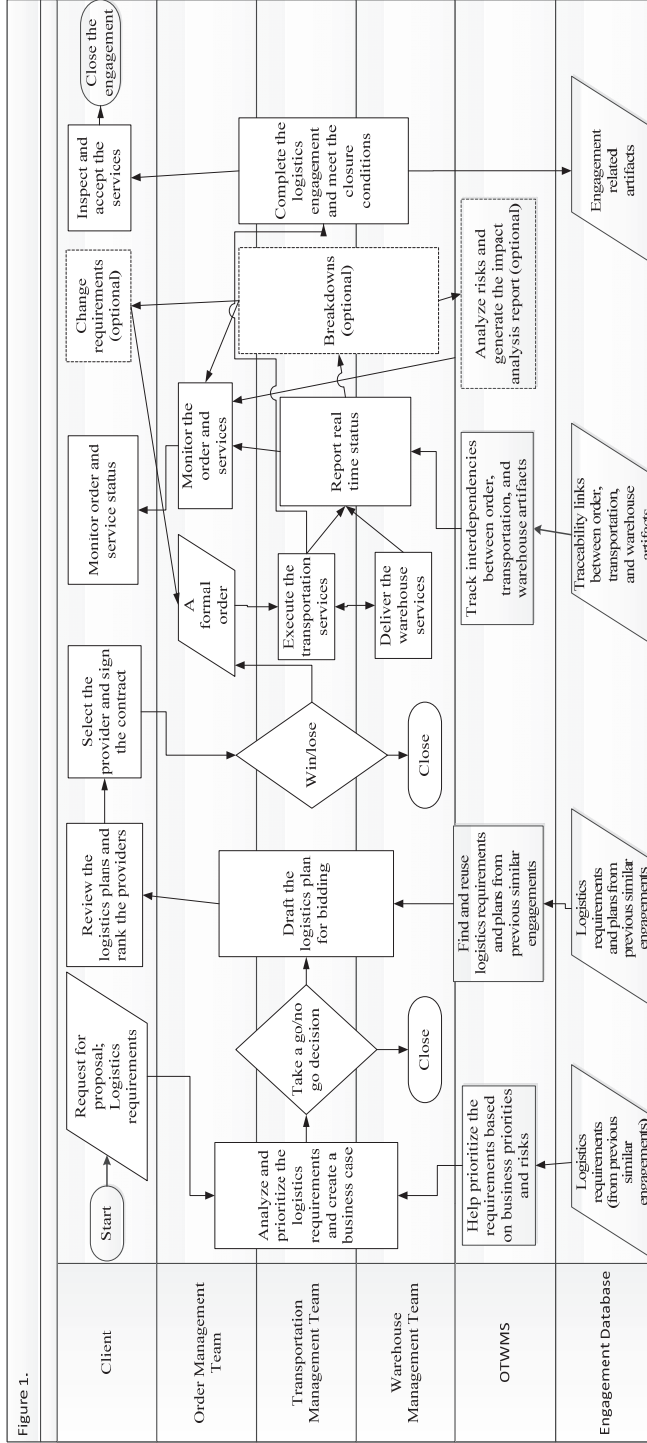 Figure 1.
Client
Start
Request for
proposal;
Logistics
requirements
Review the
logistics plans and
rank the providers
Select the
provider and sign
the contract
Monitor order and
service status
Change
requirements
(optional)
Inspect and
accept the
services
Close the
engagement
Order Management
Team
A
formal
order
Monitor the
order and
services
Transportation
Management Team
Analyze and
prioritize the
logistics
requirements
and create a
business case
Take a go/no
go decision
Draft the
logistics plan
for bidding
Win/lose
Execute the
transportation
services
Report real
time status
Breakdowns
(optional)
Complete the
logistics
engagement
and meet the
closure
conditions
Warehouse
Management Team
Close
Close
Deliver the
warehouse
services
OTWMS
Help prioritize the
requirements based
on business priorities
and risks
Find and reuse
logistics requirements
and plans from
previous similar
engagements
Track interdependencies
between order,
transportation, and
warehouse artifacts
Analyze risks and
generate the impact
analysis report (optional)
Engagement Database
Logistics
requirements
(from previous
similar
engagements)
Logistics
requirements
and plans from
previous similar
engagements
Traceability links
between order,
transportation,
and warehouse
artifacts
Engagement
related
artifacts